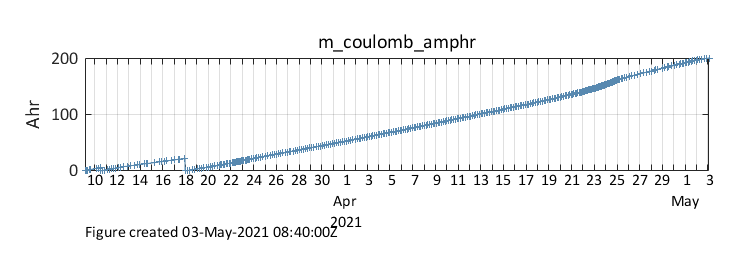 m_coulomb_amphr
200
100
0
Ahr
10 12 14 16 18 20 22 24 26 28 30 1 3 5 7 9 11 13 15 17 19 21 23 25 27 29 1 3
Apr May
2021
Figure created 03-May-2021 08:40:00Z